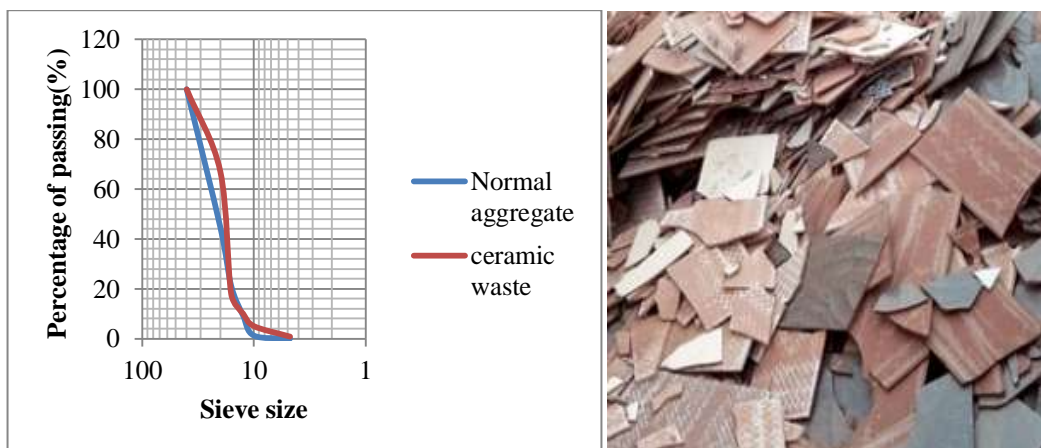 Percentage of passing(%)
120
100
80
60
40
20
0
100 10 1
Sieve size
Normal
aggregate
ceramic
waste